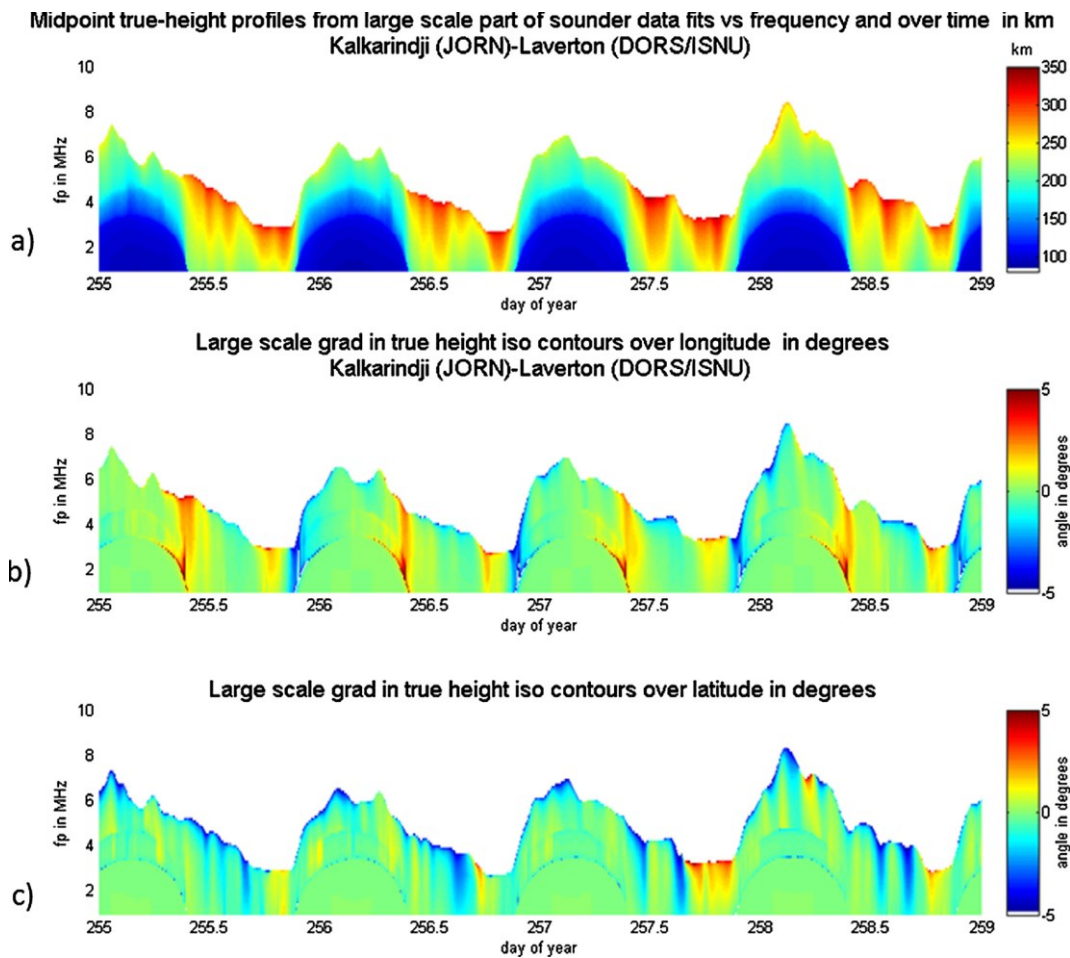 Midpoint true-height profiles from large scale part of sounder data fits vs frequency and over time in km
Kalkarindji (JORN)-Laverton (DORS/ISNU)
km
10
8
6
4
2
fp in MHz
350
300
250
200
150
100
a)
255 255.5 256 256.5 257 257.5 258 258.5 259
day of year
Large scale grad in true height iso contours over longitude in degrees
Kalkarindji (JORN)-Laverton (DORS/ISNU)
10
8
6
4
2
fp in MHz
5
0
-5
angle in degrees
b)
255 255.5 256 256.5 257 257.5 258 258.5 259
day of year
Large scale grad in true height iso contours over latitude in degrees
10
8
6
4
2
fp in MHz
5
0
-5
angle in degrees
c)
255 255.5 256 256.5 257 257.5 258 258.5 259
day of year